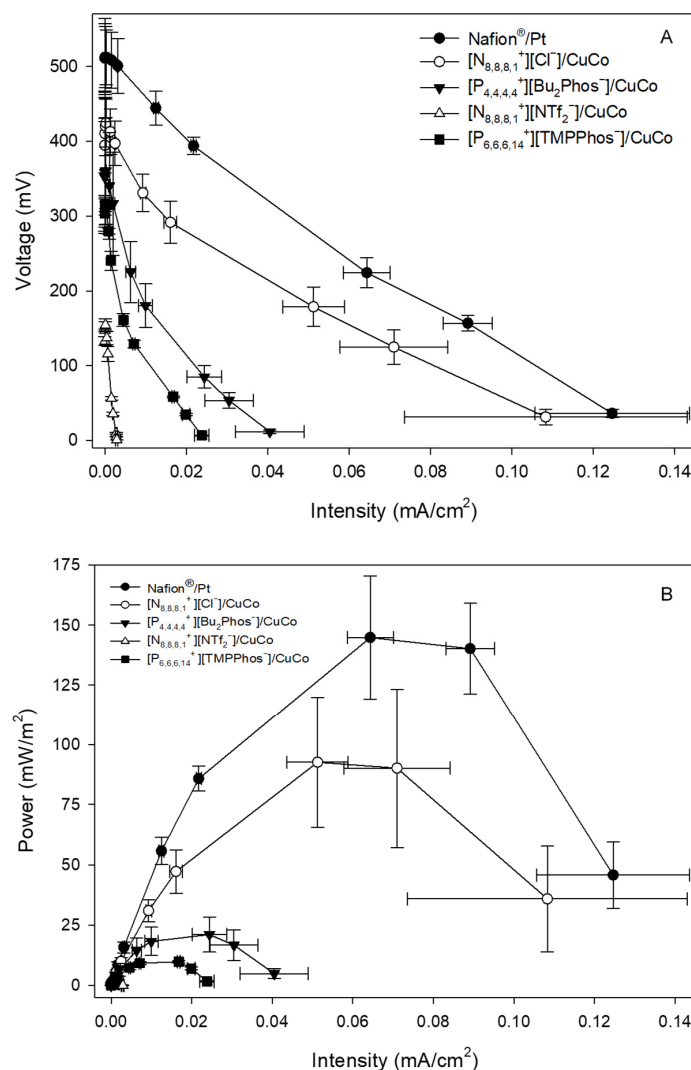 A
Nafion®/Pt
[N8,8,8,1+][Cl−]/CuCo
[P4,4,4,4+][Bu2Phos−]/CuCo
[N8,8,8,1+][NTf2−]/CuCo
[P6,6,6,14+][TMPPhos−]/CuCo
500
400
300
200
100
0
Voltage (mV)
0.00 0.02 0.04 0.06 0.08 0.10 0.12 0.14
Intensity (mA/cm2)
B
Nafion®/Pt
[N8,8,8,1+][Cl−]/CuCo
[P4,4,4,4+][Bu2Phos−]/CuCo
[N8,8,8,1+][NTf2−]/CuCo
[P6,6,6,14+][TMPPhos−]/CuCo
175
150
125
100
75
50
25
0
Power (mW/m2)
0.00 0.02 0.04 0.06 0.08 0.10 0.12 0.14
Intensity (mA/cm2)